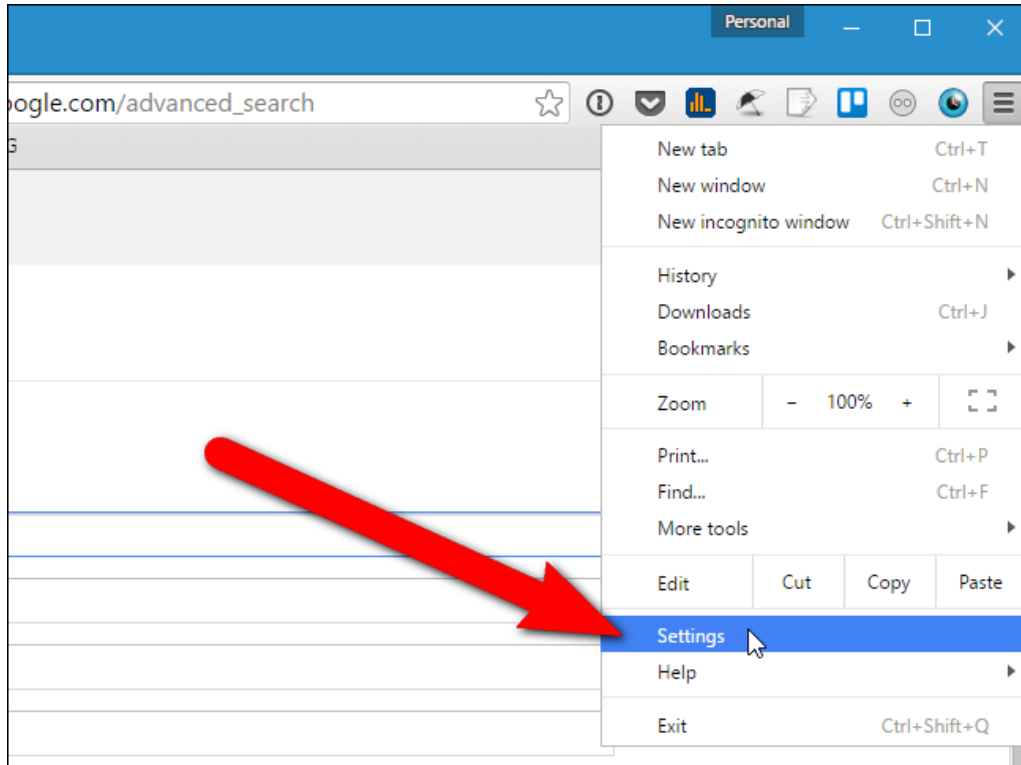 Personal
oogle.com/advanced_search
G
New tab Ctrl+T
New window Ctrl+N
New incognito window Ctrl+Shift+N
History
Downloads Ctrl+J
Bookmarks
Zoom − 100% +
Print... Ctrl+P
Find... Ctrl+F
More tools
Edit Cut Copy Paste
Settings
Help
Exit Ctrl+Shift+Q